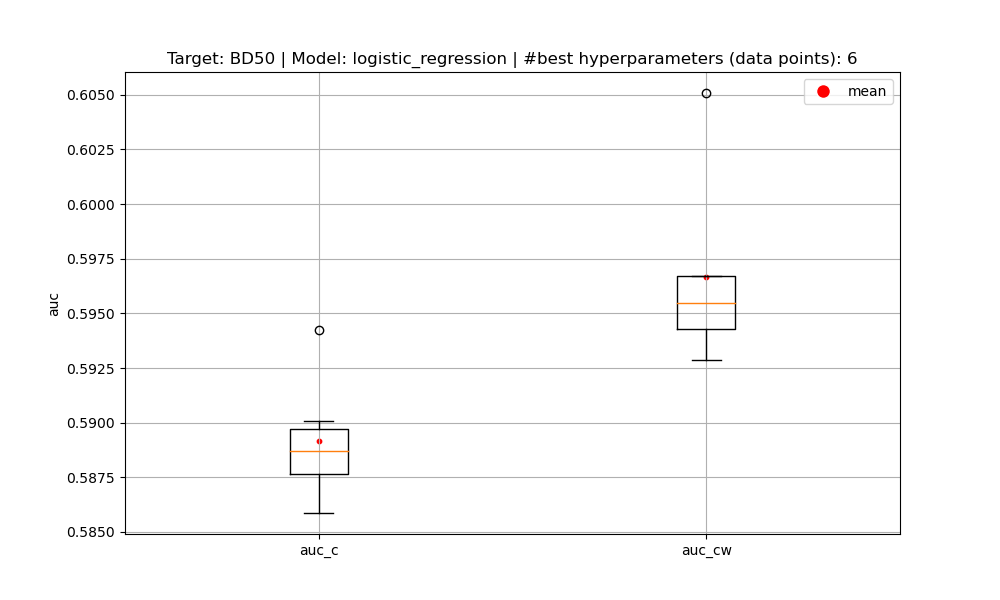 Target: BD50 | Model: logistic_regression | #best hyperparameters (data points): 6
mean
auc
0.6050
0.6025
0.6000
0.5975
0.5950
0.5925
0.5900
0.5875
0.5850
auc_c
auc_cw